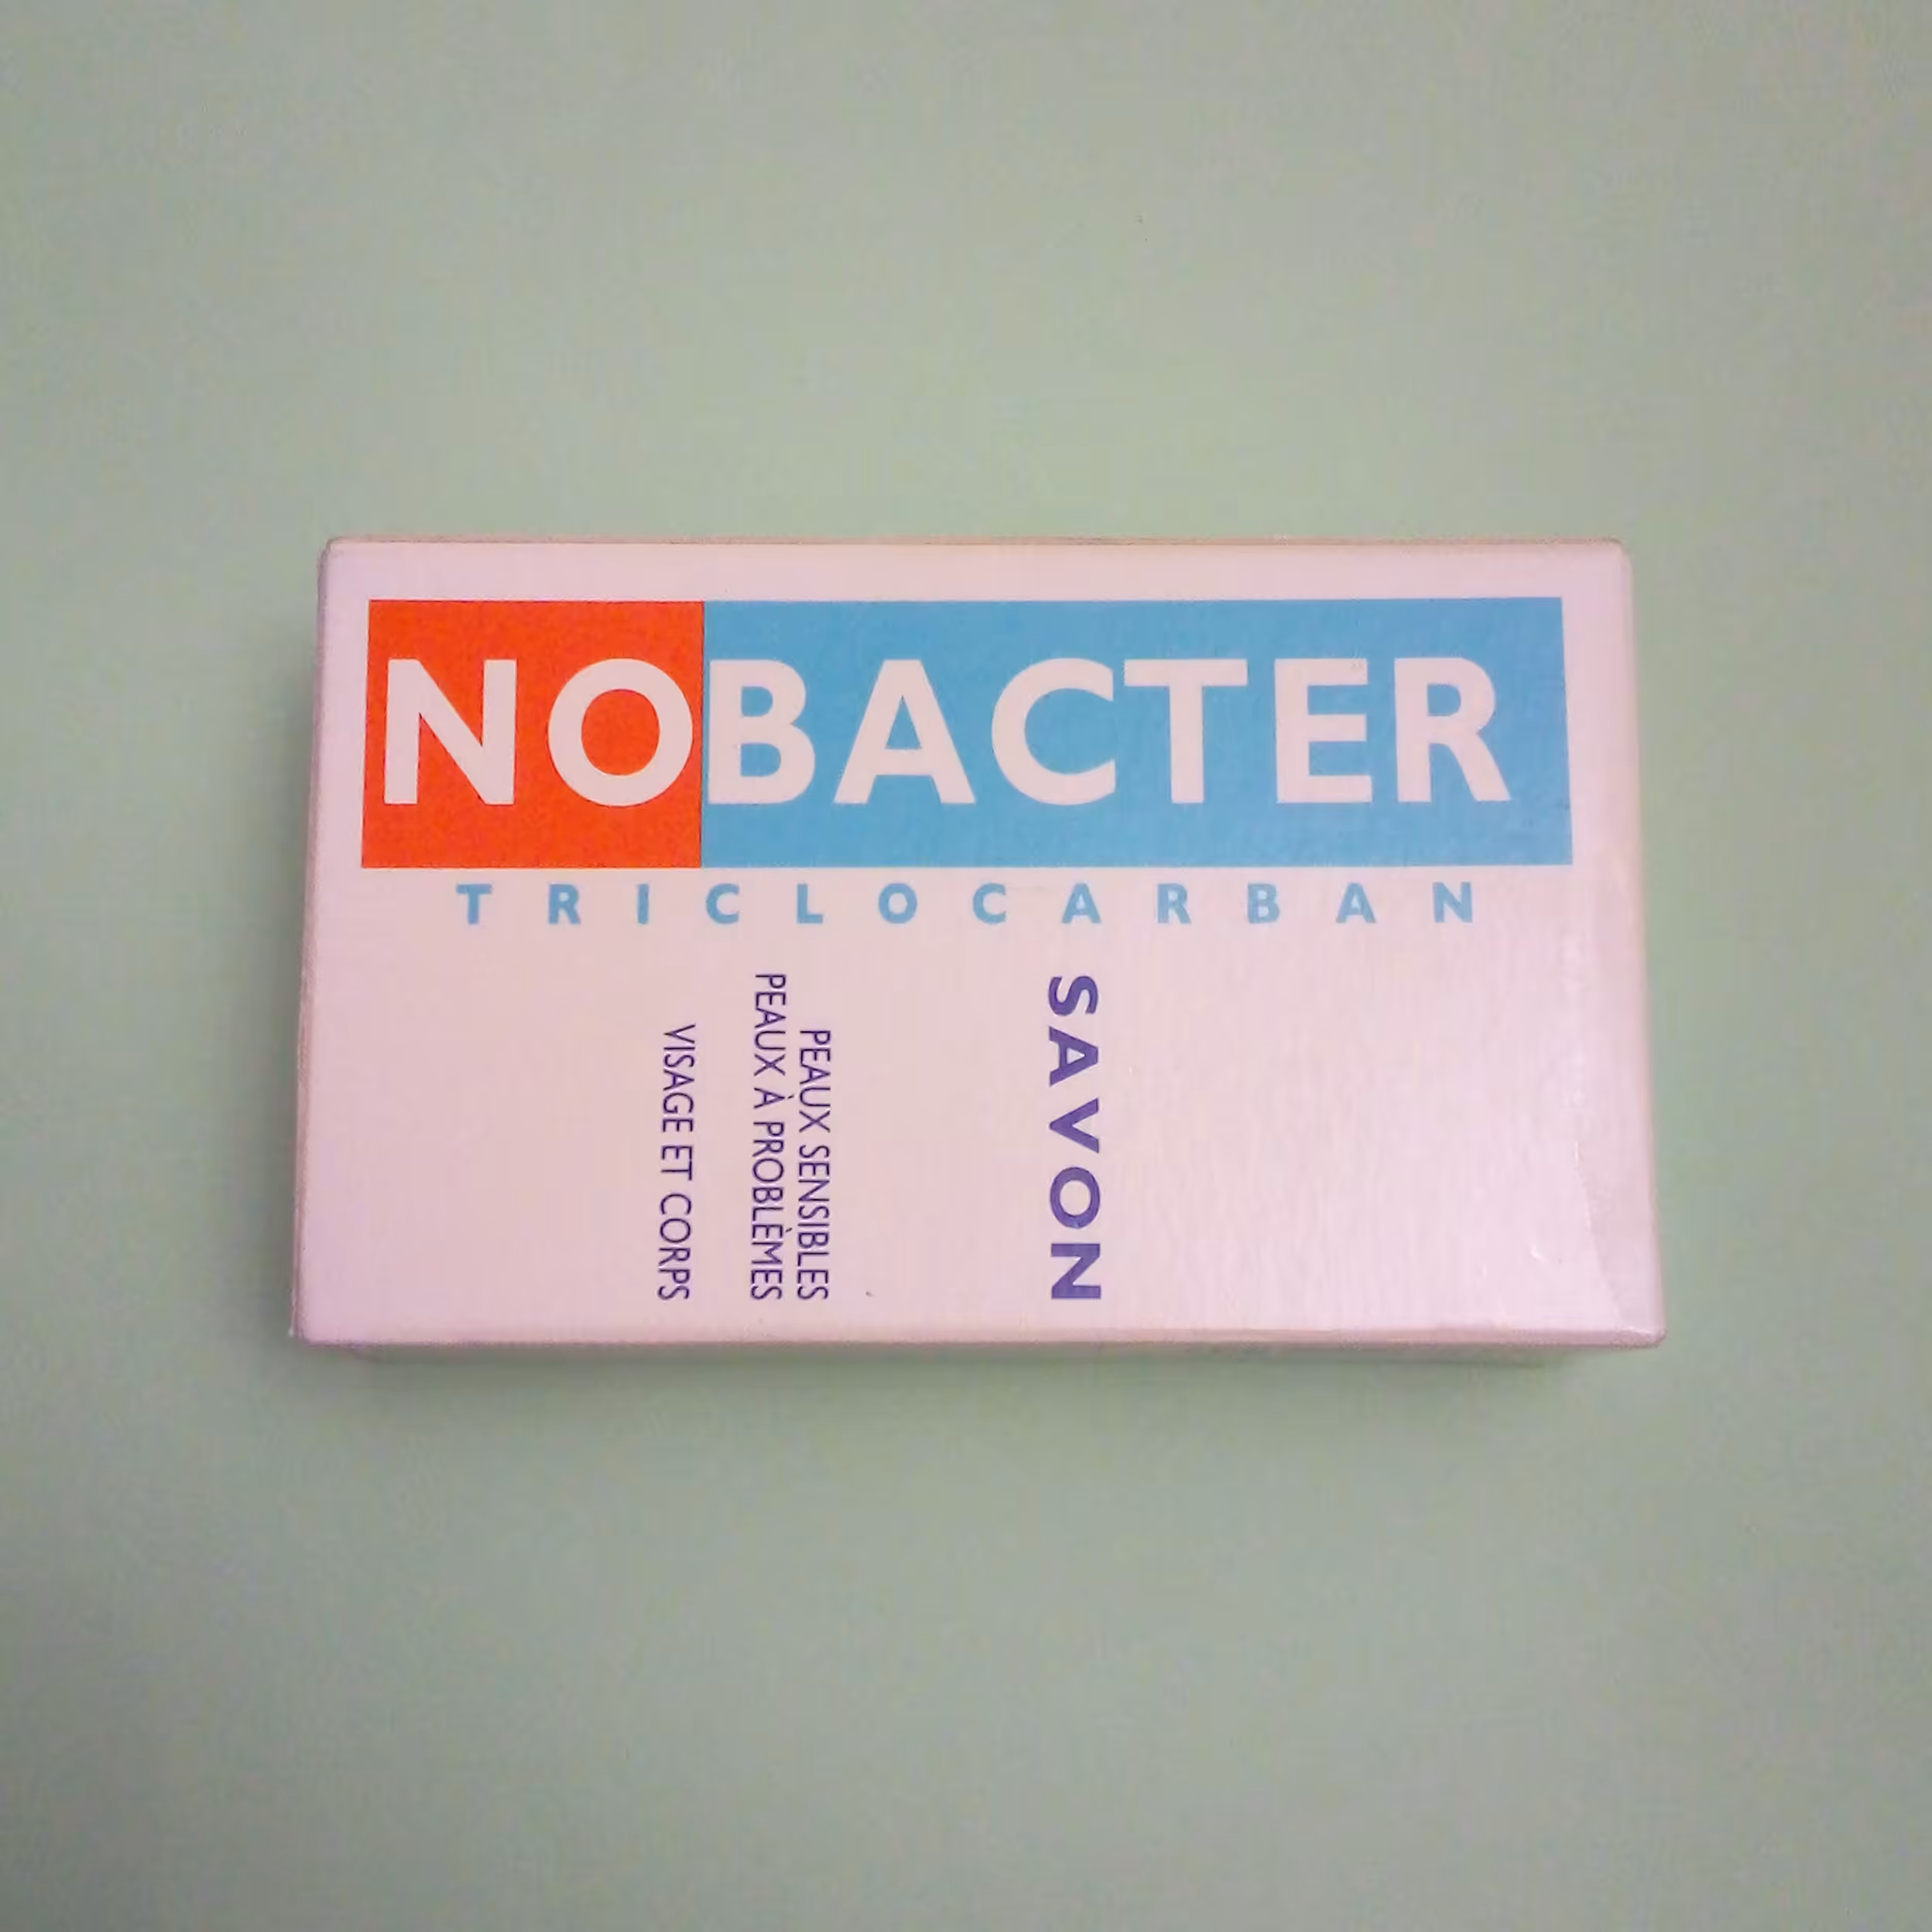 NOBACTER
TRICLOCARBAN
SAVON
PEAUX SENSIBLES
PEAUX À PROBLÈMES
VISAGE ET CORPS